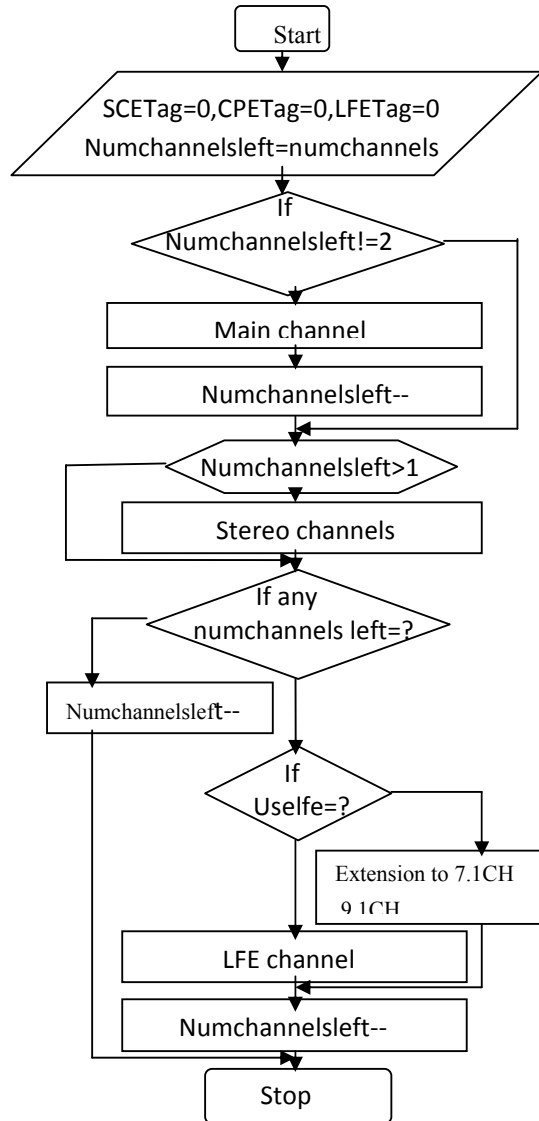 Start
SCETag=0,CPETag=0,LFETag=0
Numchannelsleft=numchannels
If
Numchannelsleft!=2
Main channel
Numchannelsleft--
Numchannelsleft>1
Stereo channels
If any
numchannels left=?
Numchannelsleft--
If
Uselfe=?
Extension to 7.1CH
9.1CH
LFE channel
Numchannelsleft--
Stop